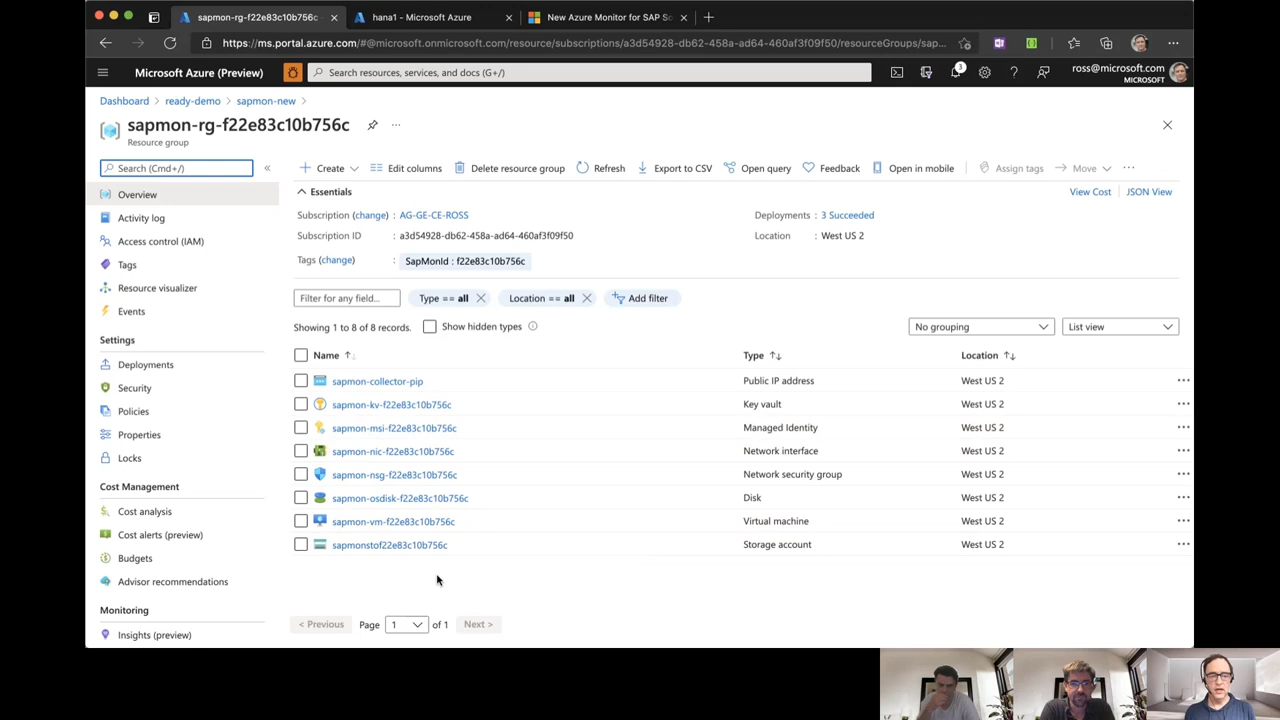 sapmon-rg-f22e83c10b756c
hana1 - Microsoft Azure
New Azure Monitor for SAP So
https://ms.portal.azure.com/#@microsoft.onmicrosoft.com/resource/subscriptions/a3d54928-db62-458a-ad64-460af3f09f50/resourceGroups/sap...
Microsoft Azure (Preview)
Search resources, services, and docs (G+/)
3
ross@microsoft.com
MICROSOFT
Dashboard > ready-demo > sapmon-new >
sapmon-rg-f22e83c10b756c
Resource group
Search (Cmd+/)
«
Create
Edit columns
Delete resource group
Refresh
Export to CSV
Open query
Feedback
Open in mobile
Assign tags
Move
Overview
Activity log
Access control (IAM)
Tags
Resource visualizer
Events
Settings
Deployments
Security
Policies
Properties
Locks
Cost Management
Cost analysis
Cost alerts (preview)
Budgets
Advisor recommendations
Monitoring
Insights (preview)
Essentials
View Cost
JSON View
Subscription (change) : AG-GE-CE-ROSS
Deployments : 3 Succeeded
Subscription ID : a3d54928-db62-458a-ad64-460af3f09f50
Location : West US 2
Tags (change) : SapMonId : f22e83c10b756c
Filter for any field...
Type == all
Location == all
Add filter
Showing 1 to 8 of 8 records.
Show hidden types
No grouping
List view
Name Type Location
sapmon-collector-pip Public IP address West US 2
sapmon-kv-f22e83c10b756c Key vault West US 2
sapmon-msi-f22e83c10b756c Managed Identity West US 2
sapmon-nic-f22e83c10b756c Network interface West US 2
sapmon-nsg-f22e83c10b756c Network security group West US 2
sapmon-osdisk-f22e83c10b756c Disk West US 2
sapmon-vm-f22e83c10b756c Virtual machine West US 2
sapmonstof22e83c10b756c Storage account West US 2
< Previous Page 1 of 1 Next >